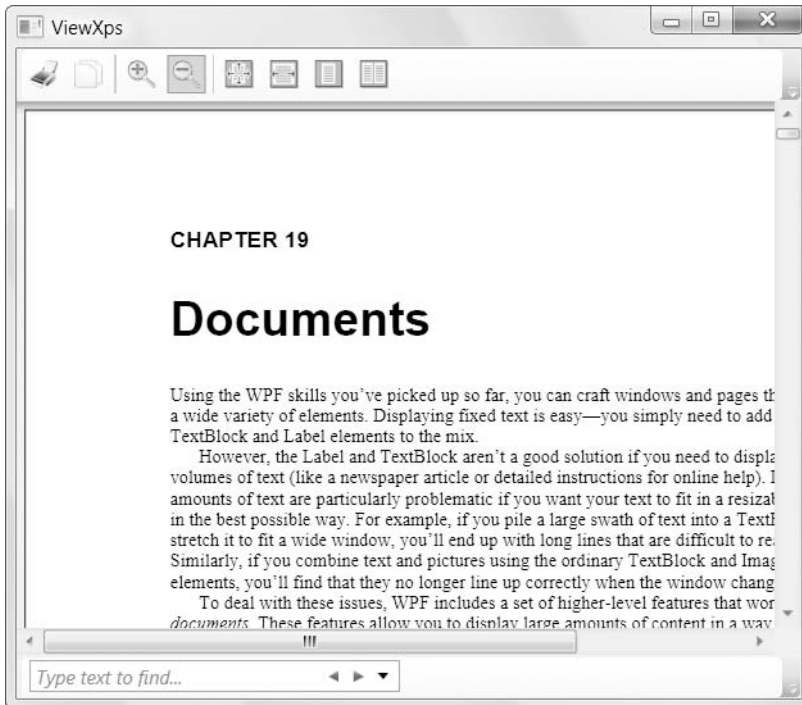 ViewXps
CHAPTER 19
Documents
Using the WPF skills you've picked up so far, you can craft windows and pages
a wide variety of elements. Displaying fixed text is easy—you simply need to add
TextBlock and Label elements to the mix.
However, the Label and TextBlock aren't a good solution if you need to
volumes of text (like a newspaper article or detailed instructions for online help).
amounts of text are particularly problematic if you want your text to fit in a
in the best possible way. For example, if you pile a large swath of text into a
stretch it to fit a wide window, you'll end up with long lines that are difficult to
Similarly, if you combine text and pictures using the ordinary TextBlock and
elements, you'll find that they no longer line up correctly when the window
To deal with these issues, WPF includes a set of higher-level features that
documents. These features allow you to display large amounts of content in a way
Type text to find...